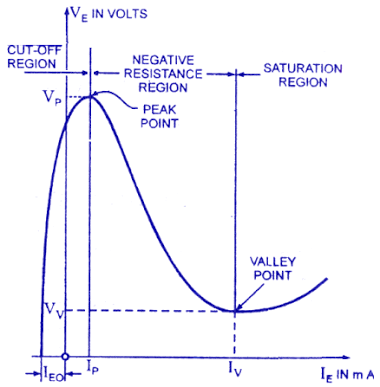 V_E IN VOLTS
CUT-OFF
REGION
NEGATIVE
RESISTANCE
REGION
SATURATION
REGION
V_P
PEAK
POINT
VALLEY
POINT
V_V
I_EO
I_P
I_V
I_E IN mA